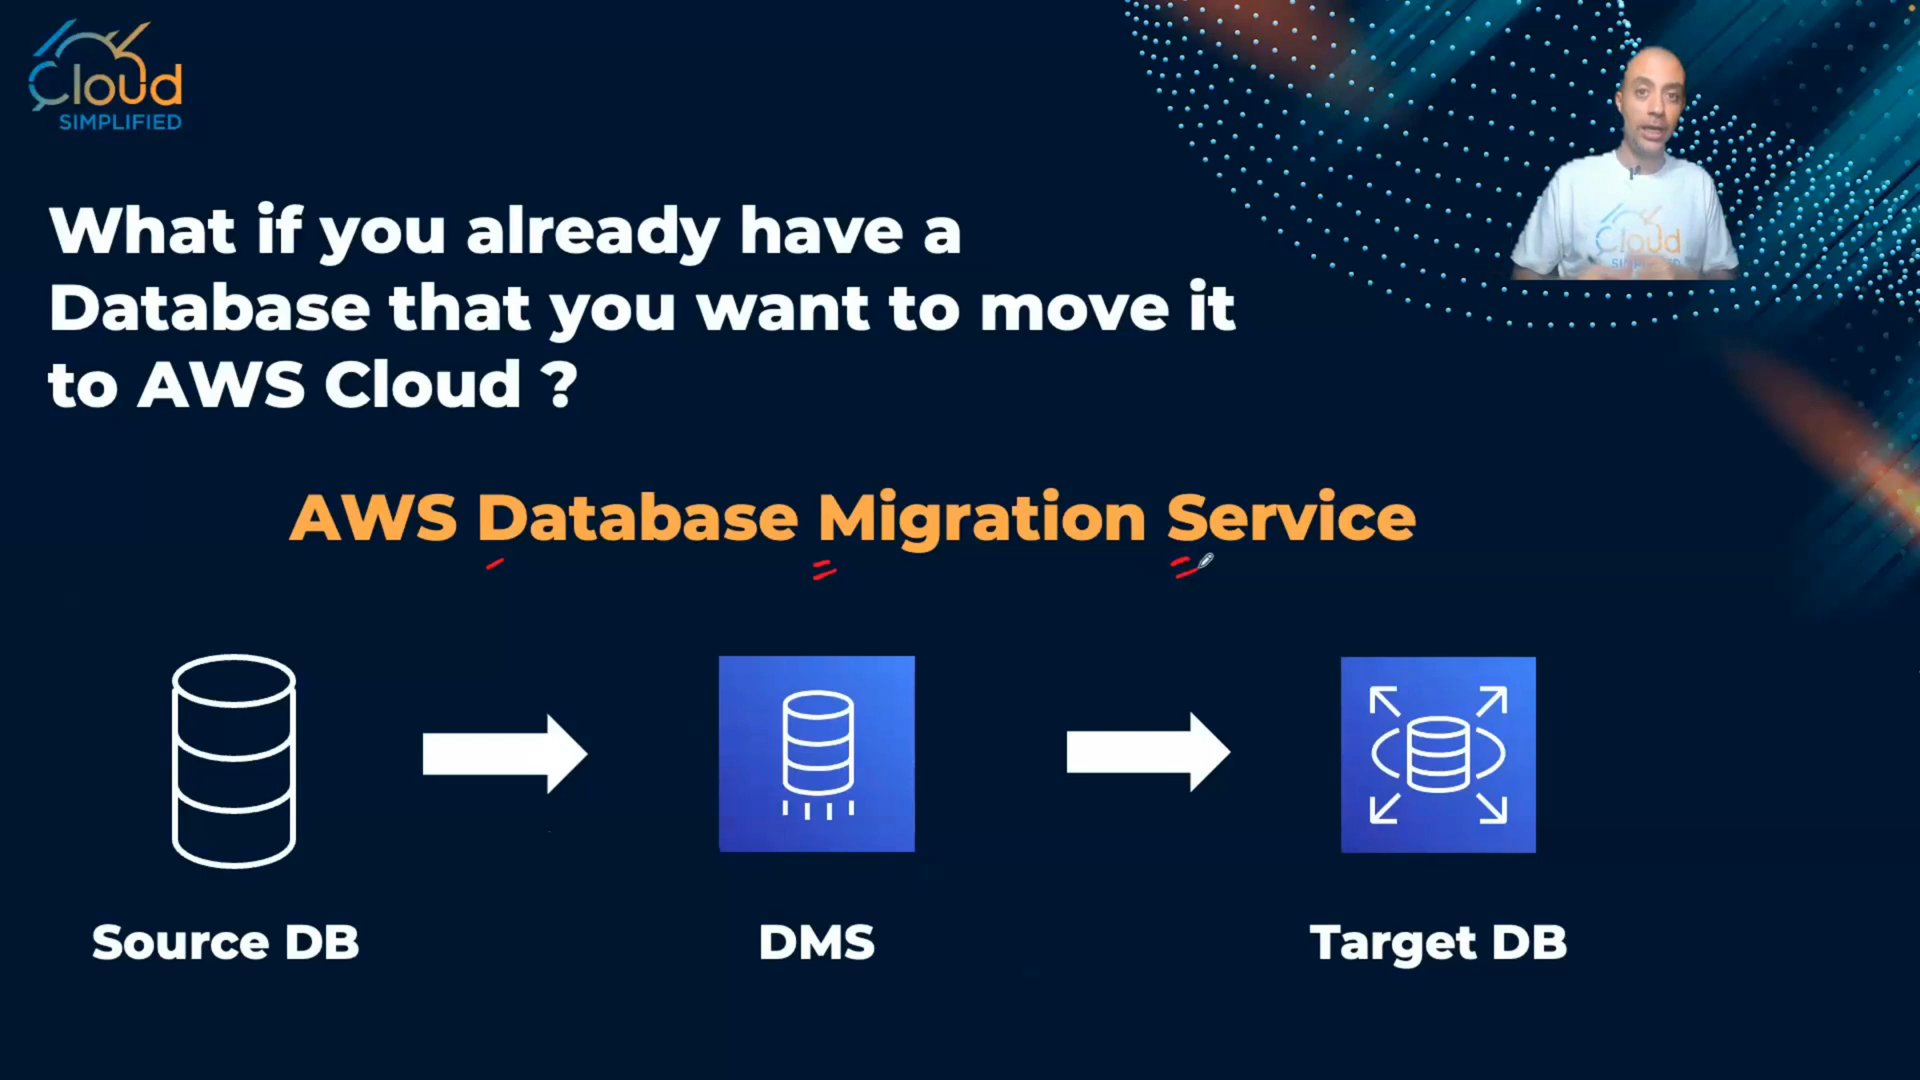 Cloud
SIMPLIFIED
What if you already have a
Database that you want to move it
to AWS Cloud ?
Cloud
AWS Database Migration Service
Source DB
DMS
Target DB